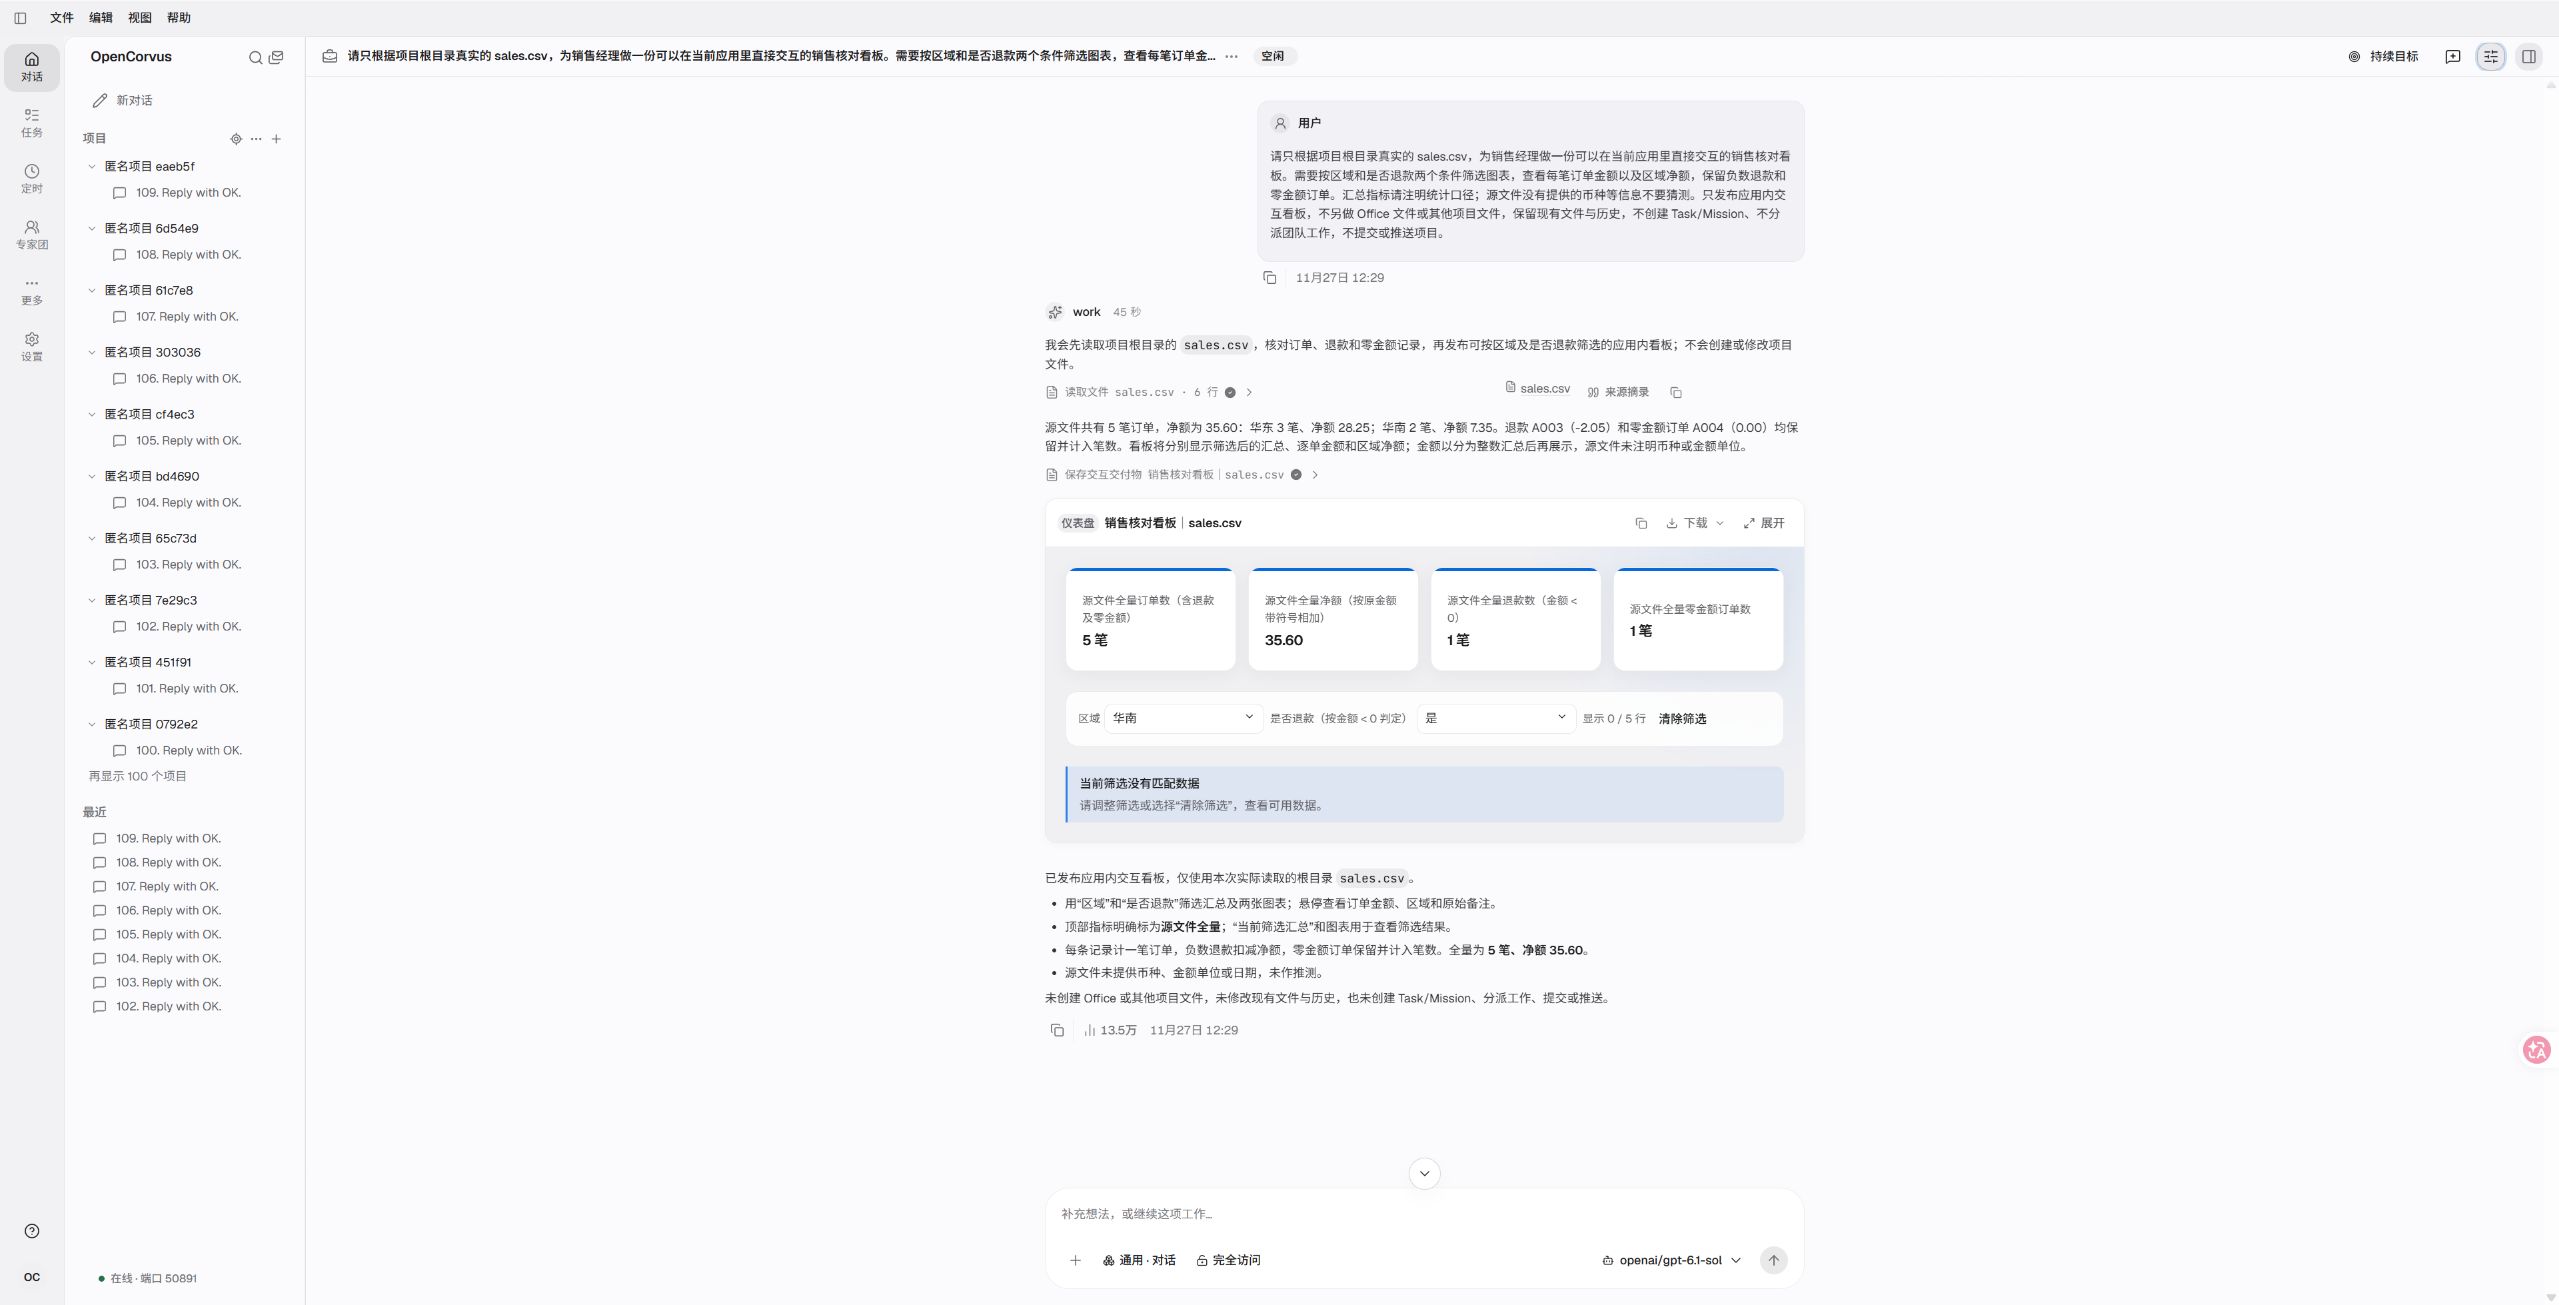 文件 编辑 视图 帮助
对话
任务
定时
专家团
更多
设置
OC
OpenCorvus
新对话
项目
匿名项目 eaeb5f
109. Reply with OK.
匿名项目 6d54e9
108. Reply with OK.
匿名项目 61c7e8
107. Reply with OK.
匿名项目 303036
106. Reply with OK.
匿名项目 cf4ec3
105. Reply with OK.
匿名项目 bd4690
104. Reply with OK.
匿名项目 65c73d
103. Reply with OK.
匿名项目 7e29c3
102. Reply with OK.
匿名项目 451f91
101. Reply with OK.
匿名项目 0792e2
100. Reply with OK.
再显示 100 个项目
最近
109. Reply with OK.
108. Reply with OK.
107. Reply with OK.
106. Reply with OK.
105. Reply with OK.
104. Reply with OK.
103. Reply with OK.
102. Reply with OK.
在线 · 端口 50891
请只根据项目根目录真实的 sales.csv，为销售经理做一份可以在当前应用里直接交互的销售核对看板。需要按区域和是否退款两个条件筛选图表，查看每笔订单金... 空闲
持续目标
用户
请只根据项目根目录真实的 sales.csv，为销售经理做一份可以在当前应用里直接交互的销售核对看
板。需要按区域和是否退款两个条件筛选图表，查看每笔订单金额以及区域净额，保留负数退款和
零金额订单。汇总指标请注明统计口径；源文件没有提供的币种等信息不要猜测。只发布应用内交
互看板，不另做 Office 文件或其他项目文件，保留现有文件与历史，不创建 Task/Mission、不分
派团队工作，不提交或推送项目。
11月27日 12:29
work 45 秒
我会先读取项目根目录的 sales.csv，核对订单、退款和零金额记录，再发布可按区域及是否退款筛选的应用内看板；不会创建或修改项目
文件。
读取文件 sales.csv · 6 行
sales.csv 来源摘录
源文件共有 5 笔订单，净额为 35.60：华东 3 笔、净额 28.25；华南 2 笔、净额 7.35。退款 A003（-2.05）和零金额订单 A004（0.00）均保
留并计入笔数。看板将分别显示筛选后的汇总、逐单金额和区域净额；金额以分为整数汇总后再展示，源文件未注明币种或金额单位。
保存交互交付物 销售核对看板｜sales.csv
仪表盘 销售核对看板｜sales.csv
下载 展开
源文件全量订单数（含退款
及零金额）
5 笔
源文件全量净额（按原金额
带符号相加）
35.60
源文件全量退款数（金额 <
0）
1 笔
源文件全量零金额订单数
1 笔
区域 华南 是否退款（按金额 < 0 判定） 是 显示 0 / 5 行 清除筛选
当前筛选没有匹配数据
请调整筛选或选择“清除筛选”，查看可用数据。
已发布应用内交互看板，仅使用本次实际读取的根目录 sales.csv。
• 用“区域”和“是否退款”筛选汇总及两张图表；悬停查看订单金额、区域和原始备注。
• 顶部指标明确标为源文件全量；“当前筛选汇总”和图表用于查看筛选结果。
• 每条记录计一笔订单，负数退款扣减净额，零金额订单保留并计入笔数。全量为 5 笔、净额 35.60。
• 源文件未提供币种、金额单位或日期，未作推测。
未创建 Office 或其他项目文件，未修改现有文件与历史，也未创建 Task/Mission、分派工作、提交或推送。
13.5万 11月27日 12:29
补充想法，或继续这项工作...
通用 · 对话 完全访问
openai/gpt-6.1-sol